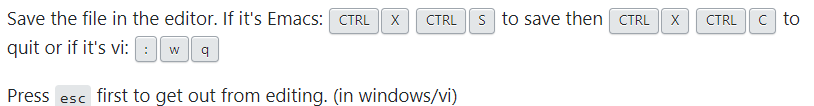 Save the file in the editor. If it's Emacs: CTRL X CTRL S to save then CTRL X CTRL C to
quit or if it's vi: : w q
Press esc first to get out from editing. (in windows/vi)